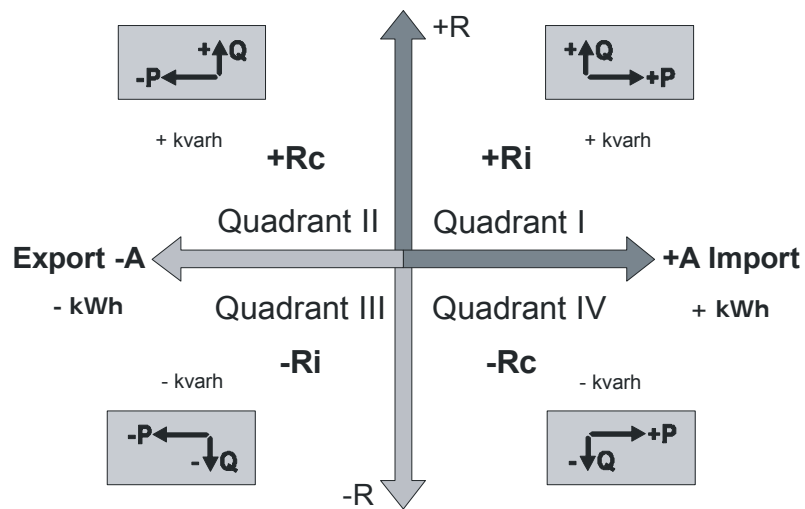 +R
+Q
-P
+Q
+P
+ kvarh
+ kvarh
+Rc
+Ri
Quadrant II
Quadrant I
Export -A
+A Import
- kWh
+ kWh
Quadrant III
Quadrant IV
-Ri
-Rc
- kvarh
- kvarh
-P
-Q
+P
-Q
-R